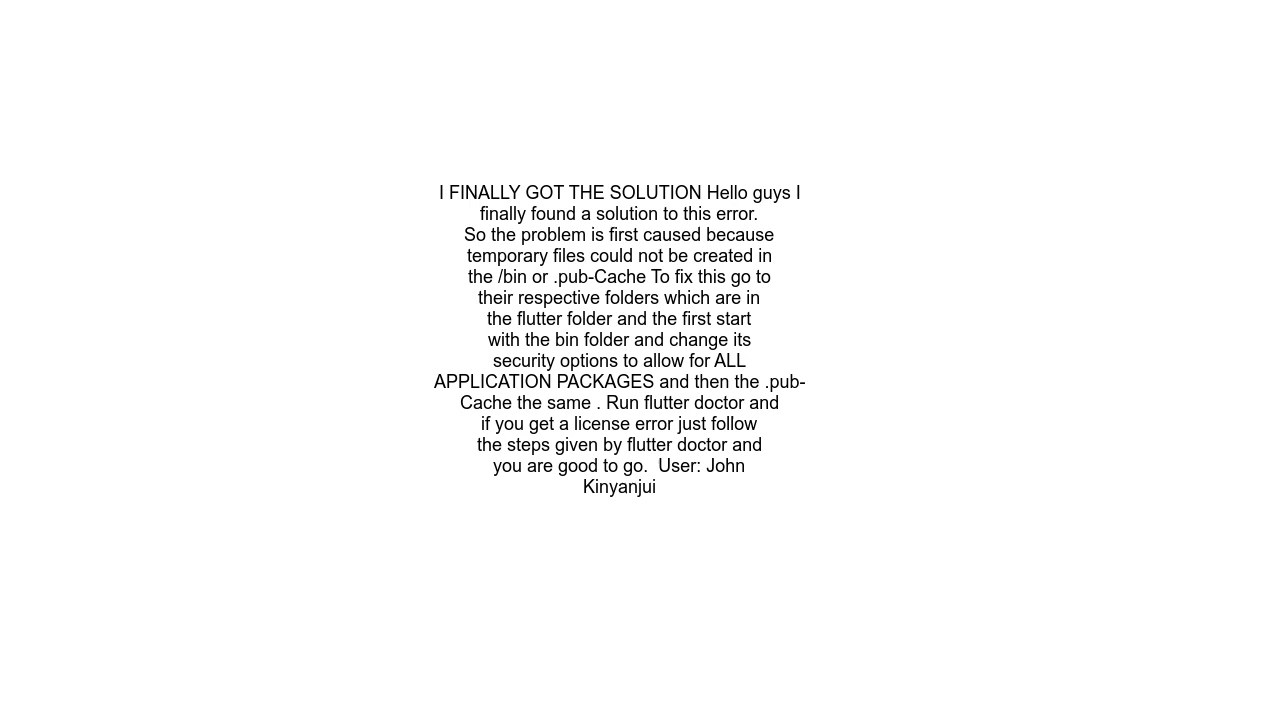 I FINALLY GOT THE SOLUTION Hello guys I
finally found a solution to this error.
So the problem is first caused because
temporary files could not be created in
the /bin or .pub-Cache To fix this go to
their respective folders which are in
the flutter folder and the first start
with the bin folder and change its
security options to allow for ALL
APPLICATION PACKAGES and then the .pub-
Cache the same . Run flutter doctor and
if you get a license error just follow
the steps given by flutter doctor and
you are good to go.  User: John
Kinyanjui